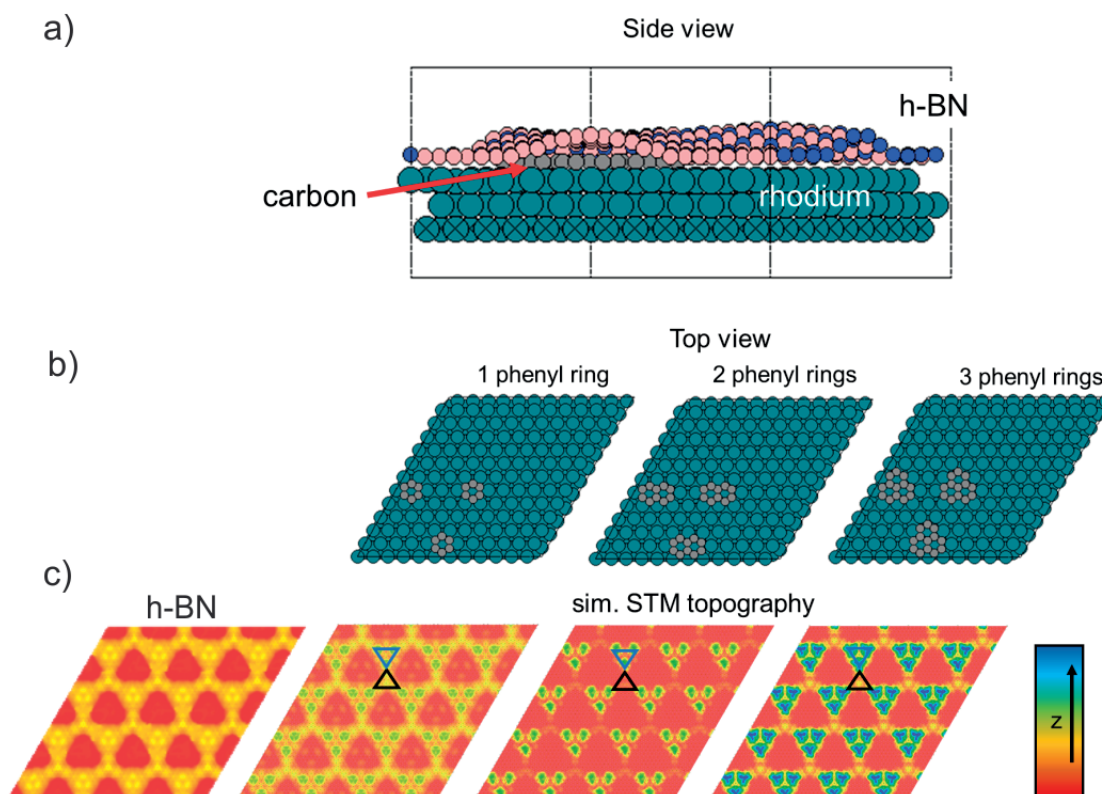 a)
Side view
h-BN
carbon
rhodium
b)
Top view
1 phenyl ring
2 phenyl rings
3 phenyl rings
c)
h-BN
sim. STM topography
z